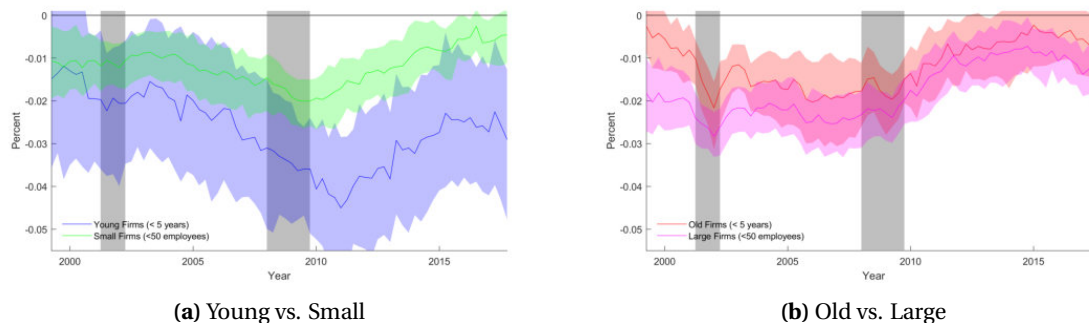 0
-0.01
-0.02
-0.03
-0.04
-0.05
Percent
Young Firms (< 5 years)
Small Firms (<50 employees)
2000 2005 2010 2015
Year
(a) Young vs. Small
0
-0.01
-0.02
-0.03
-0.04
-0.05
Percent
Old Firms (< 5 years)
Large Firms (<50 employees)
2000 2005 2010 2015
Year
(b) Old vs. Large